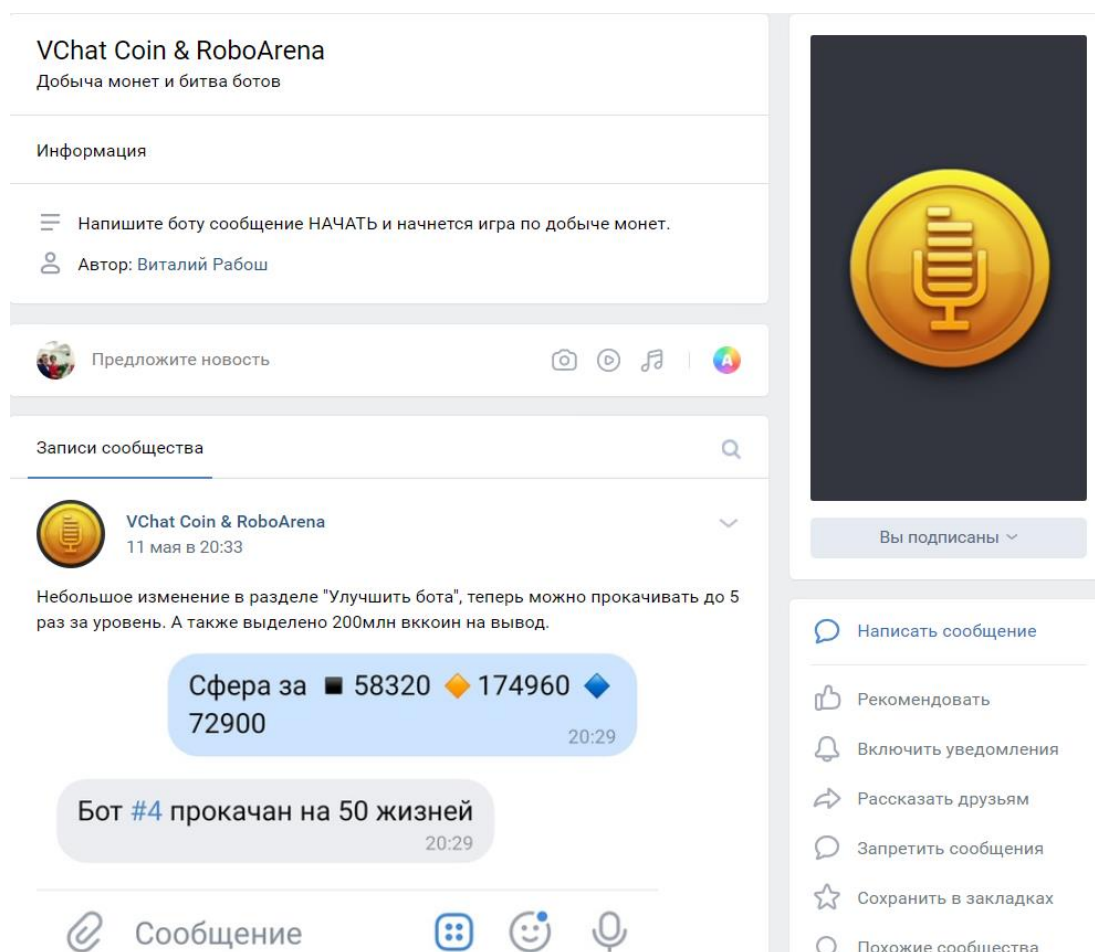 VChat Coin & RoboArena
Добыча монет и битва ботов
Информация
Напишите боту сообщение НАЧАТЬ и начнется игра по добыче монет.
Автор: Виталий Рабош
Предложите новость
A
Записи сообщества
VChat Coin & RoboArena
11 мая в 20:33
Небольшое изменение в разделе "Улучшить бота", теперь можно прокачивать до 5
раз за уровень. А также выделено 200млн вккоин на вывод.
Сфера за ◼ 58320 🔶 174960 🔷
72900
20:29
Бот #4 прокачан на 50 жизней
20:29
Сообщение
Вы подписаны
Написать сообщение
Рекомендовать
Включить уведомления
Рассказать друзьям
Запретить сообщения
Сохранить в закладках
Похожие сообщества